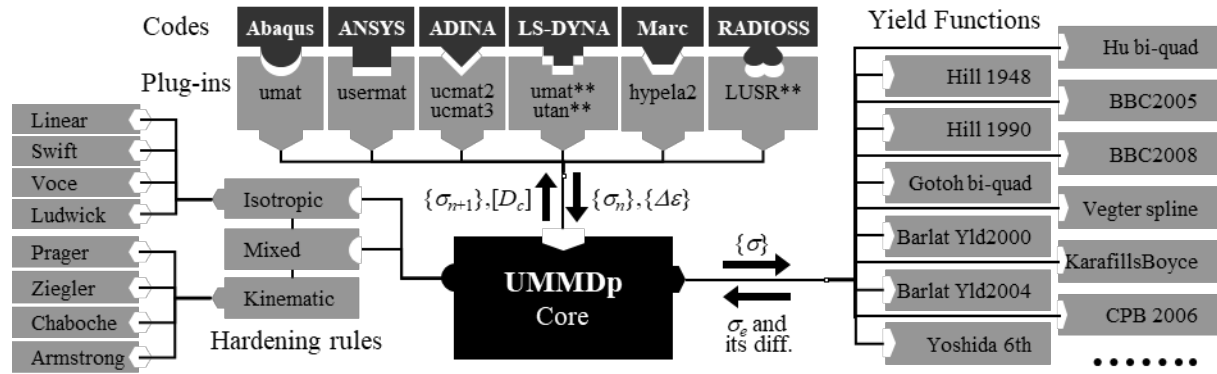 Codes
Abaqus
ANSYS
ADINA
LS-DYNA
Marc
RADIOSS
Plug-ins
umat
usermat
ucmat2
ucmat3
umat**
utan**
hypela2
LUSR**
Linear
Swift
Voce
Ludwick
Prager
Ziegler
Chaboche
Armstrong
Isotropic
Mixed
Kinematic
Hardening rules
{σn+1},[Dc]
{σn},{Δε}
UMMDp
Core
{σ}
σe and
its diff.
Yield Functions
Hu bi-quad
Hill 1948
BBC2005
Hill 1990
BBC2008
Gotoh bi-quad
Vegter spline
Barlat Yld2000
KarafillsBoyce
Barlat Yld2004
CPB 2006
Yoshida 6th
•••••••